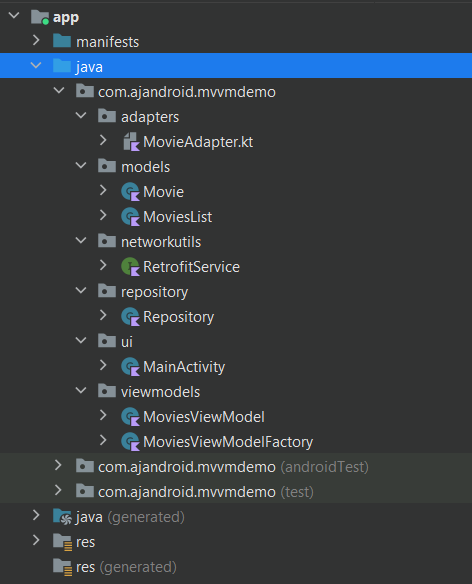 app
manifests
java
com.ajandroid.mvvmdemo
adapters
MovieAdapter.kt
models
Movie
MoviesList
networkutils
RetrofitService
repository
Repository
ui
MainActivity
viewmodels
MoviesViewModel
MoviesViewModelFactory
com.ajandroid.mvvmdemo (androidTest)
com.ajandroid.mvvmdemo (test)
java (generated)
res
res (generated)